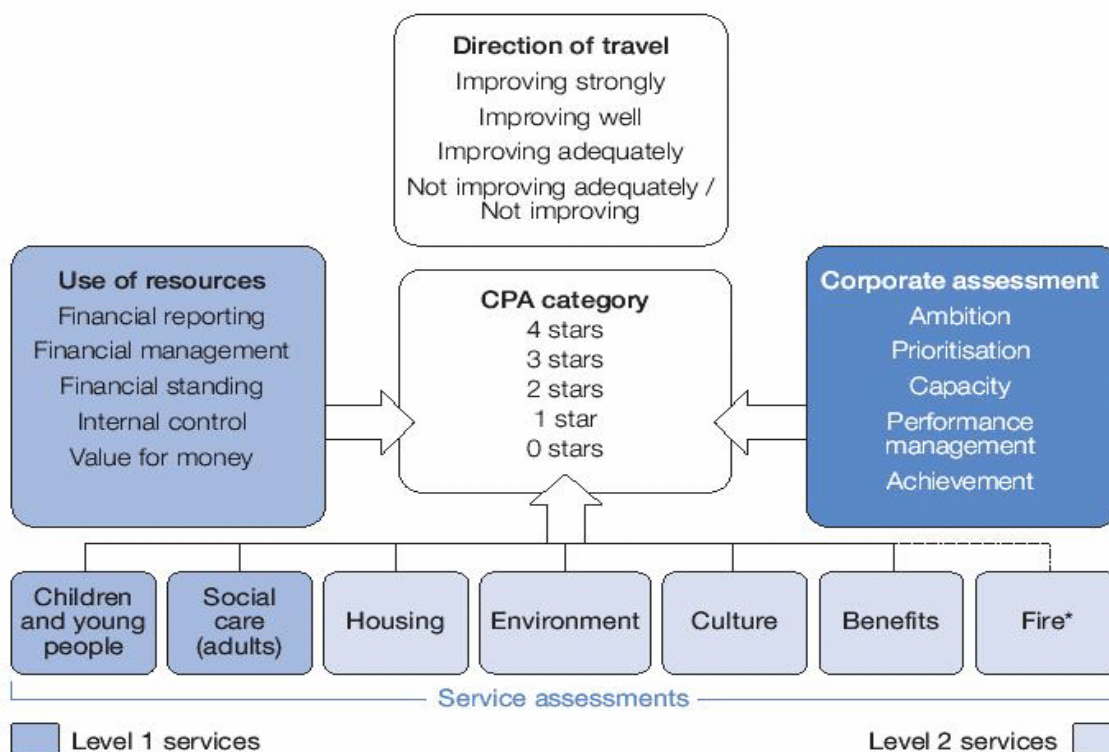 Direction of travel
Improving strongly
Improving well
Improving adequately
Not improving adequately /
Not improving
Use of resources
Financial reporting
Financial management
Financial standing
Internal control
Value for money
CPA category
4 stars
3 stars
2 stars
1 star
0 stars
Corporate assessment
Ambition
Prioritisation
Capacity
Performance
management
Achievement
Children
and young
people
Social
care
(adults)
Housing
Environment
Culture
Benefits
Fire*
Service assessments
Level 1 services
Level 2 services